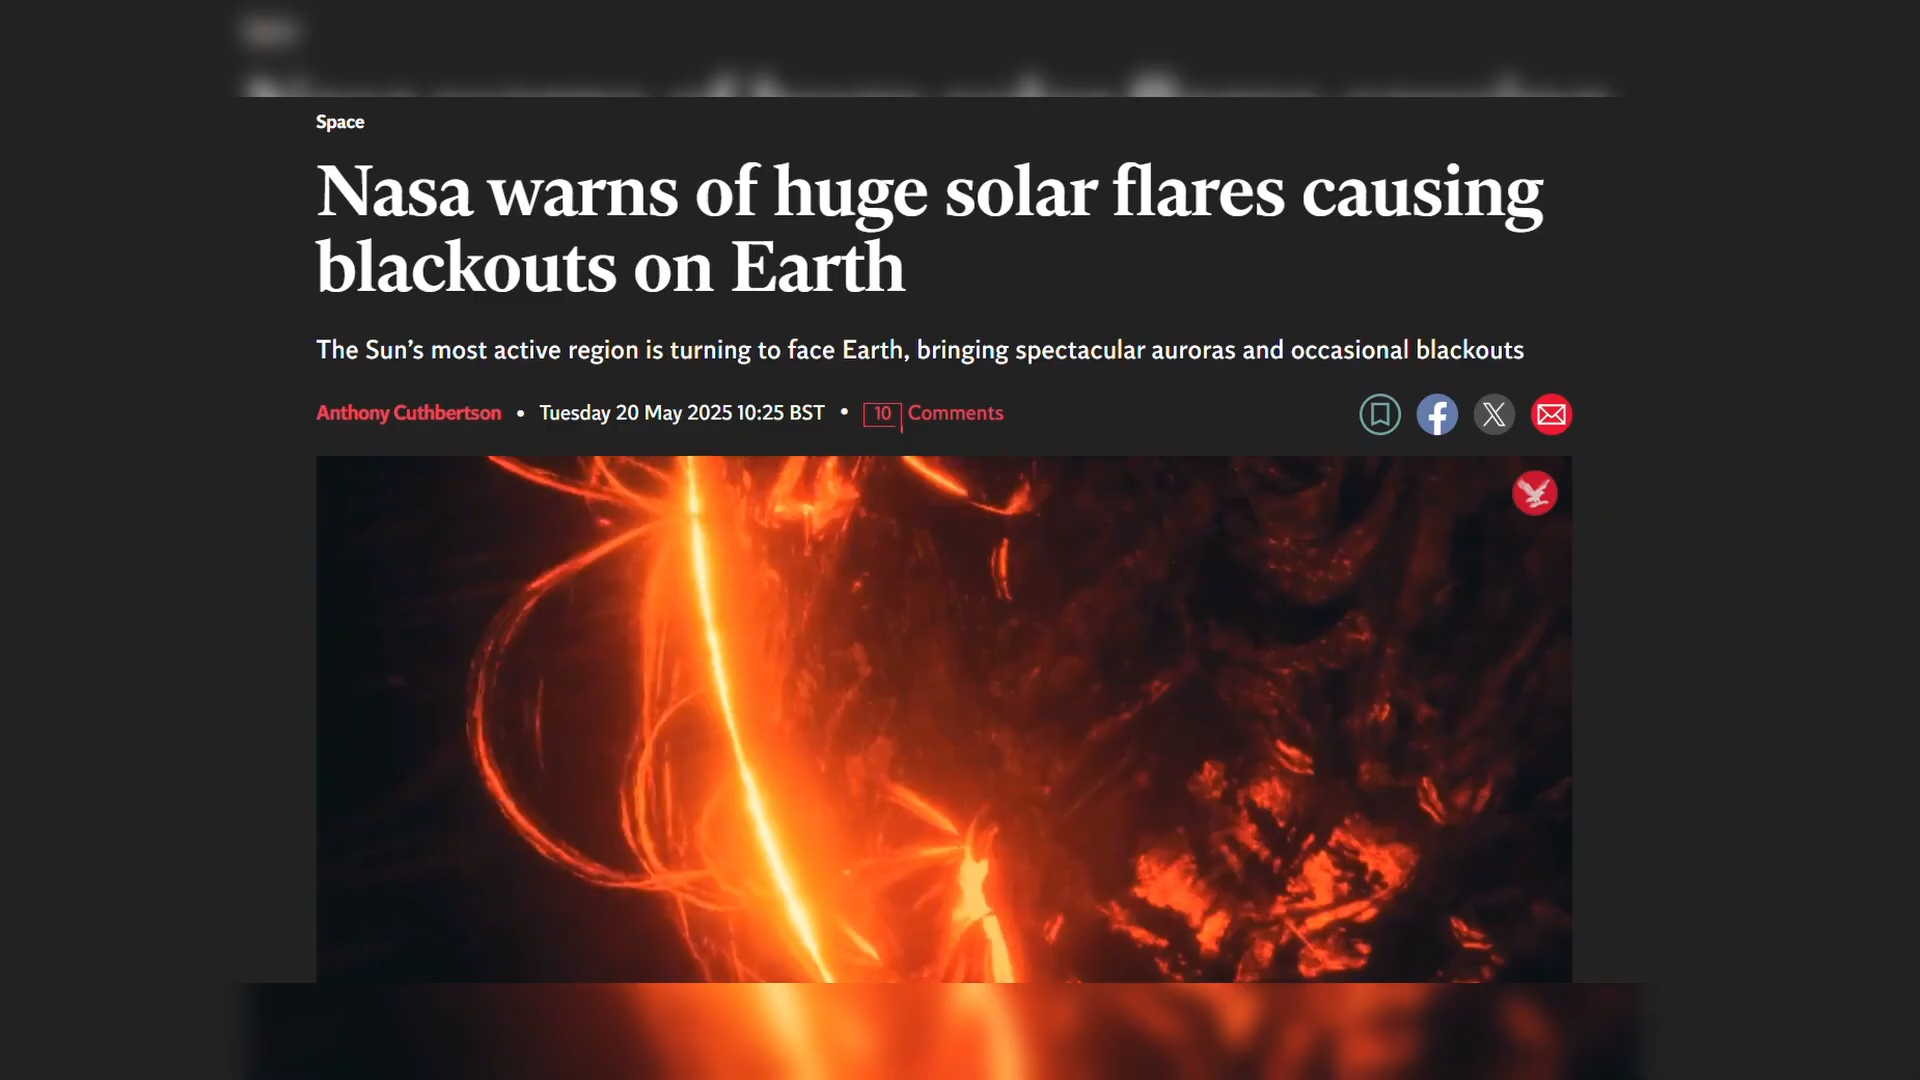 Space
Nasa warns of huge solar flares causing
blackouts on Earth
The Sun’s most active region is turning to face Earth, bringing spectacular auroras and occasional blackouts
Anthony Cuthbertson • Tuesday 20 May 2025 10:25 BST • 10 Comments